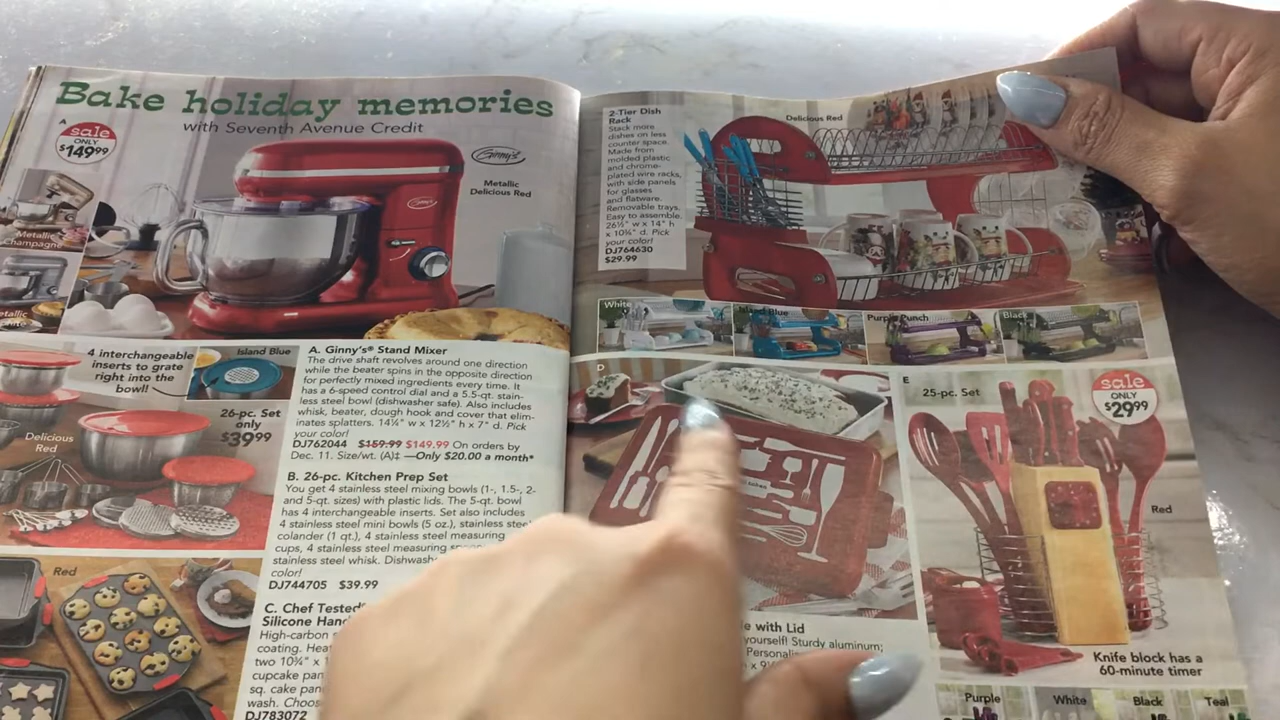 Bake holiday memories
with Seventh Avenue Credit
A
sale
ONLY
$149.99
Ginny's
Metallic
Delicious Red
Ginny's
Metallic
Champagne
4 interchangeable
inserts to grate
right into the
bowl!
Island Blue
26-pc. Set
only
$39.99
Delicious
Red
Red
A. Ginny's® Stand Mixer
The drive shaft revolves around one direction
while the beater spins in the opposite direction
for perfectly mixed ingredients every time. It
has a 6-speed control dial and a 5.5-qt. stain-
less steel bowl (dishwasher safe). Also includes
whisk, beater, dough hook and cover that elim-
inates splatters. 14¼" w x 12½" h x 7" d. Pick
your color!
DJ762044 $159.99 $149.99 On orders by
Dec. 11. Size/wt. (A)‡ —Only $20.00 a month*
B. 26-pc. Kitchen Prep Set
You get 4 stainless steel mixing bowls (1-, 1.5-, 2-
and 5-qt. sizes) with plastic lids. The 5-qt. bowl
has 4 interchangeable inserts. Set also includes
4 stainless steel mini bowls (5 oz.), stainless steel
colander (1 qt.), 4 stainless steel measuring
cups, 4 stainless steel measuring
stainless steel whisk. Dishwash
color!
DJ744705 $39.99
C. Chef Tested®
Silicone Han
High-carbon
coating. Hea
two 10¾" x 1
cupcake pan
sq. cake pan
wash. Choos
DJ783072
2-Tier Dish
Rack
Stack more
dishes on less
counter space.
Made from
molded plastic
and chrome-
plated wire racks,
with side panels
for glasses
and flatware.
Removable trays.
Easy to assemble.
26½" w x 14" h
x 10¾" d. Pick
your color!
DJ764630
$29.99
Delicious Red
White
Island Blue
Purple Punch
Black
D
e with Lid
yourself! Sturdy aluminum;
Personaliz
E
25-pc. Set
sale
ONLY
$29.99
Red
Knife block has a
60-minute timer
Purple
White
Black
Teal